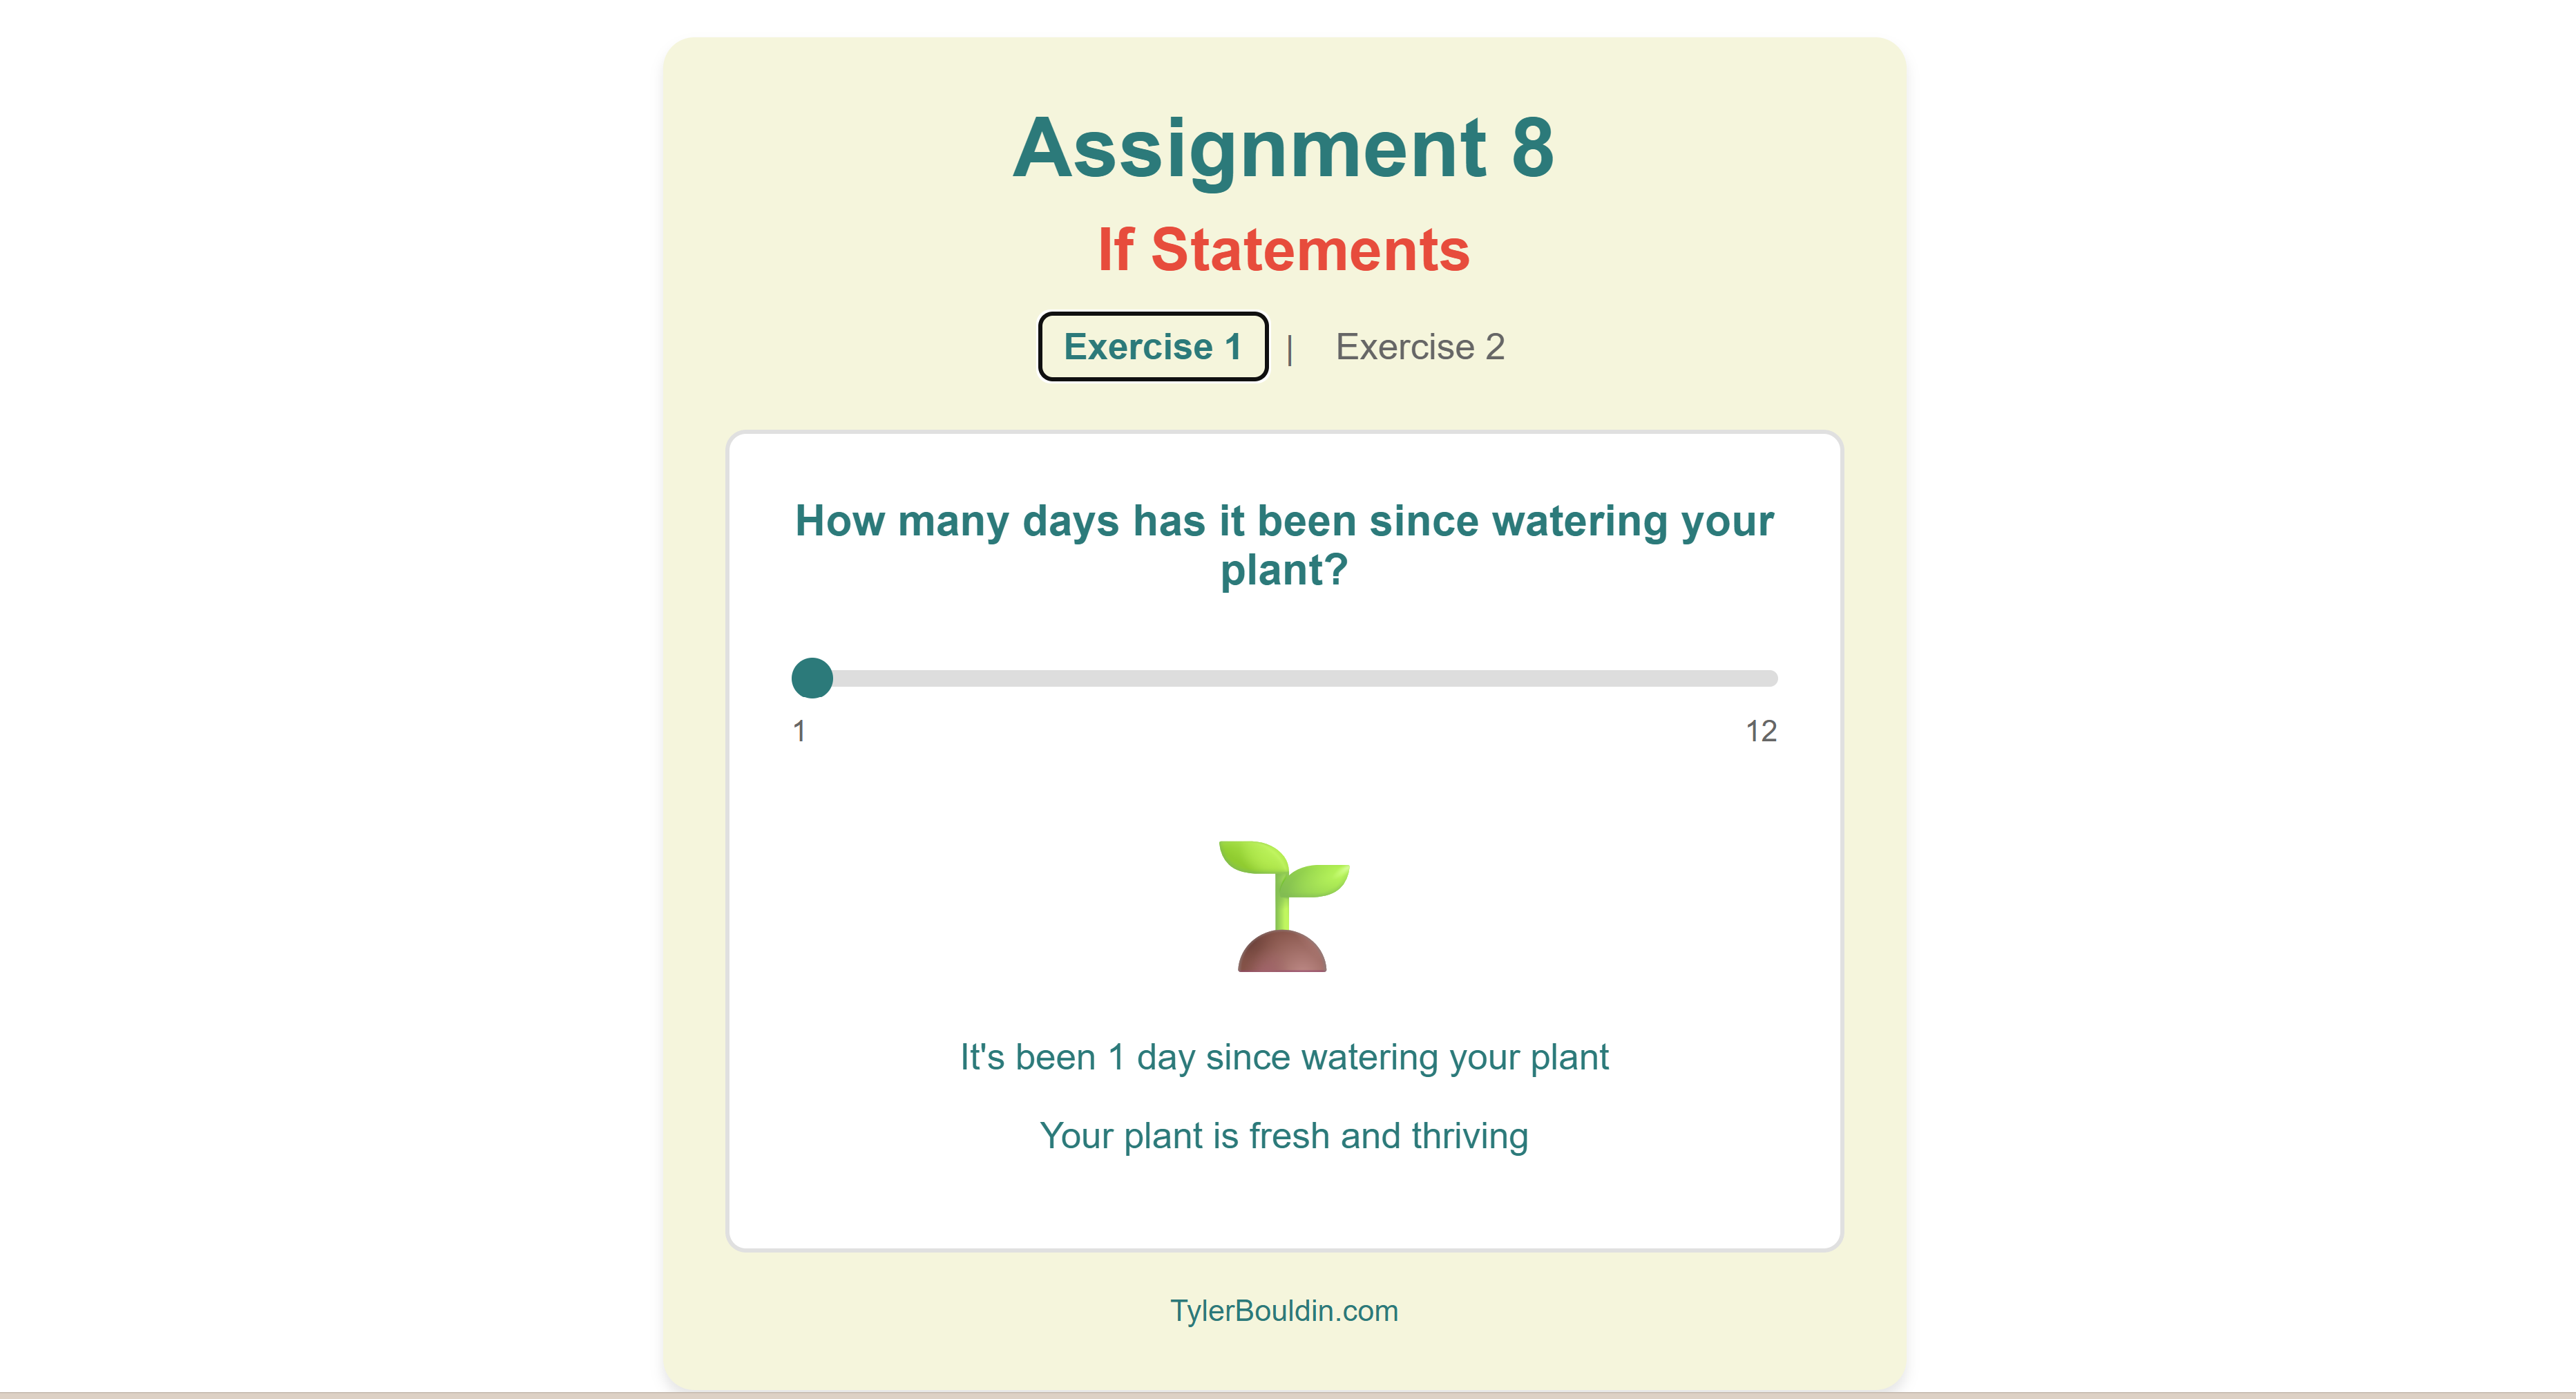 Assignment 8
If Statements
Exercise 1 | Exercise 2
How many days has it been since watering your
plant?
1 12
It's been 1 day since watering your plant
Your plant is fresh and thriving
TylerBouldin.com